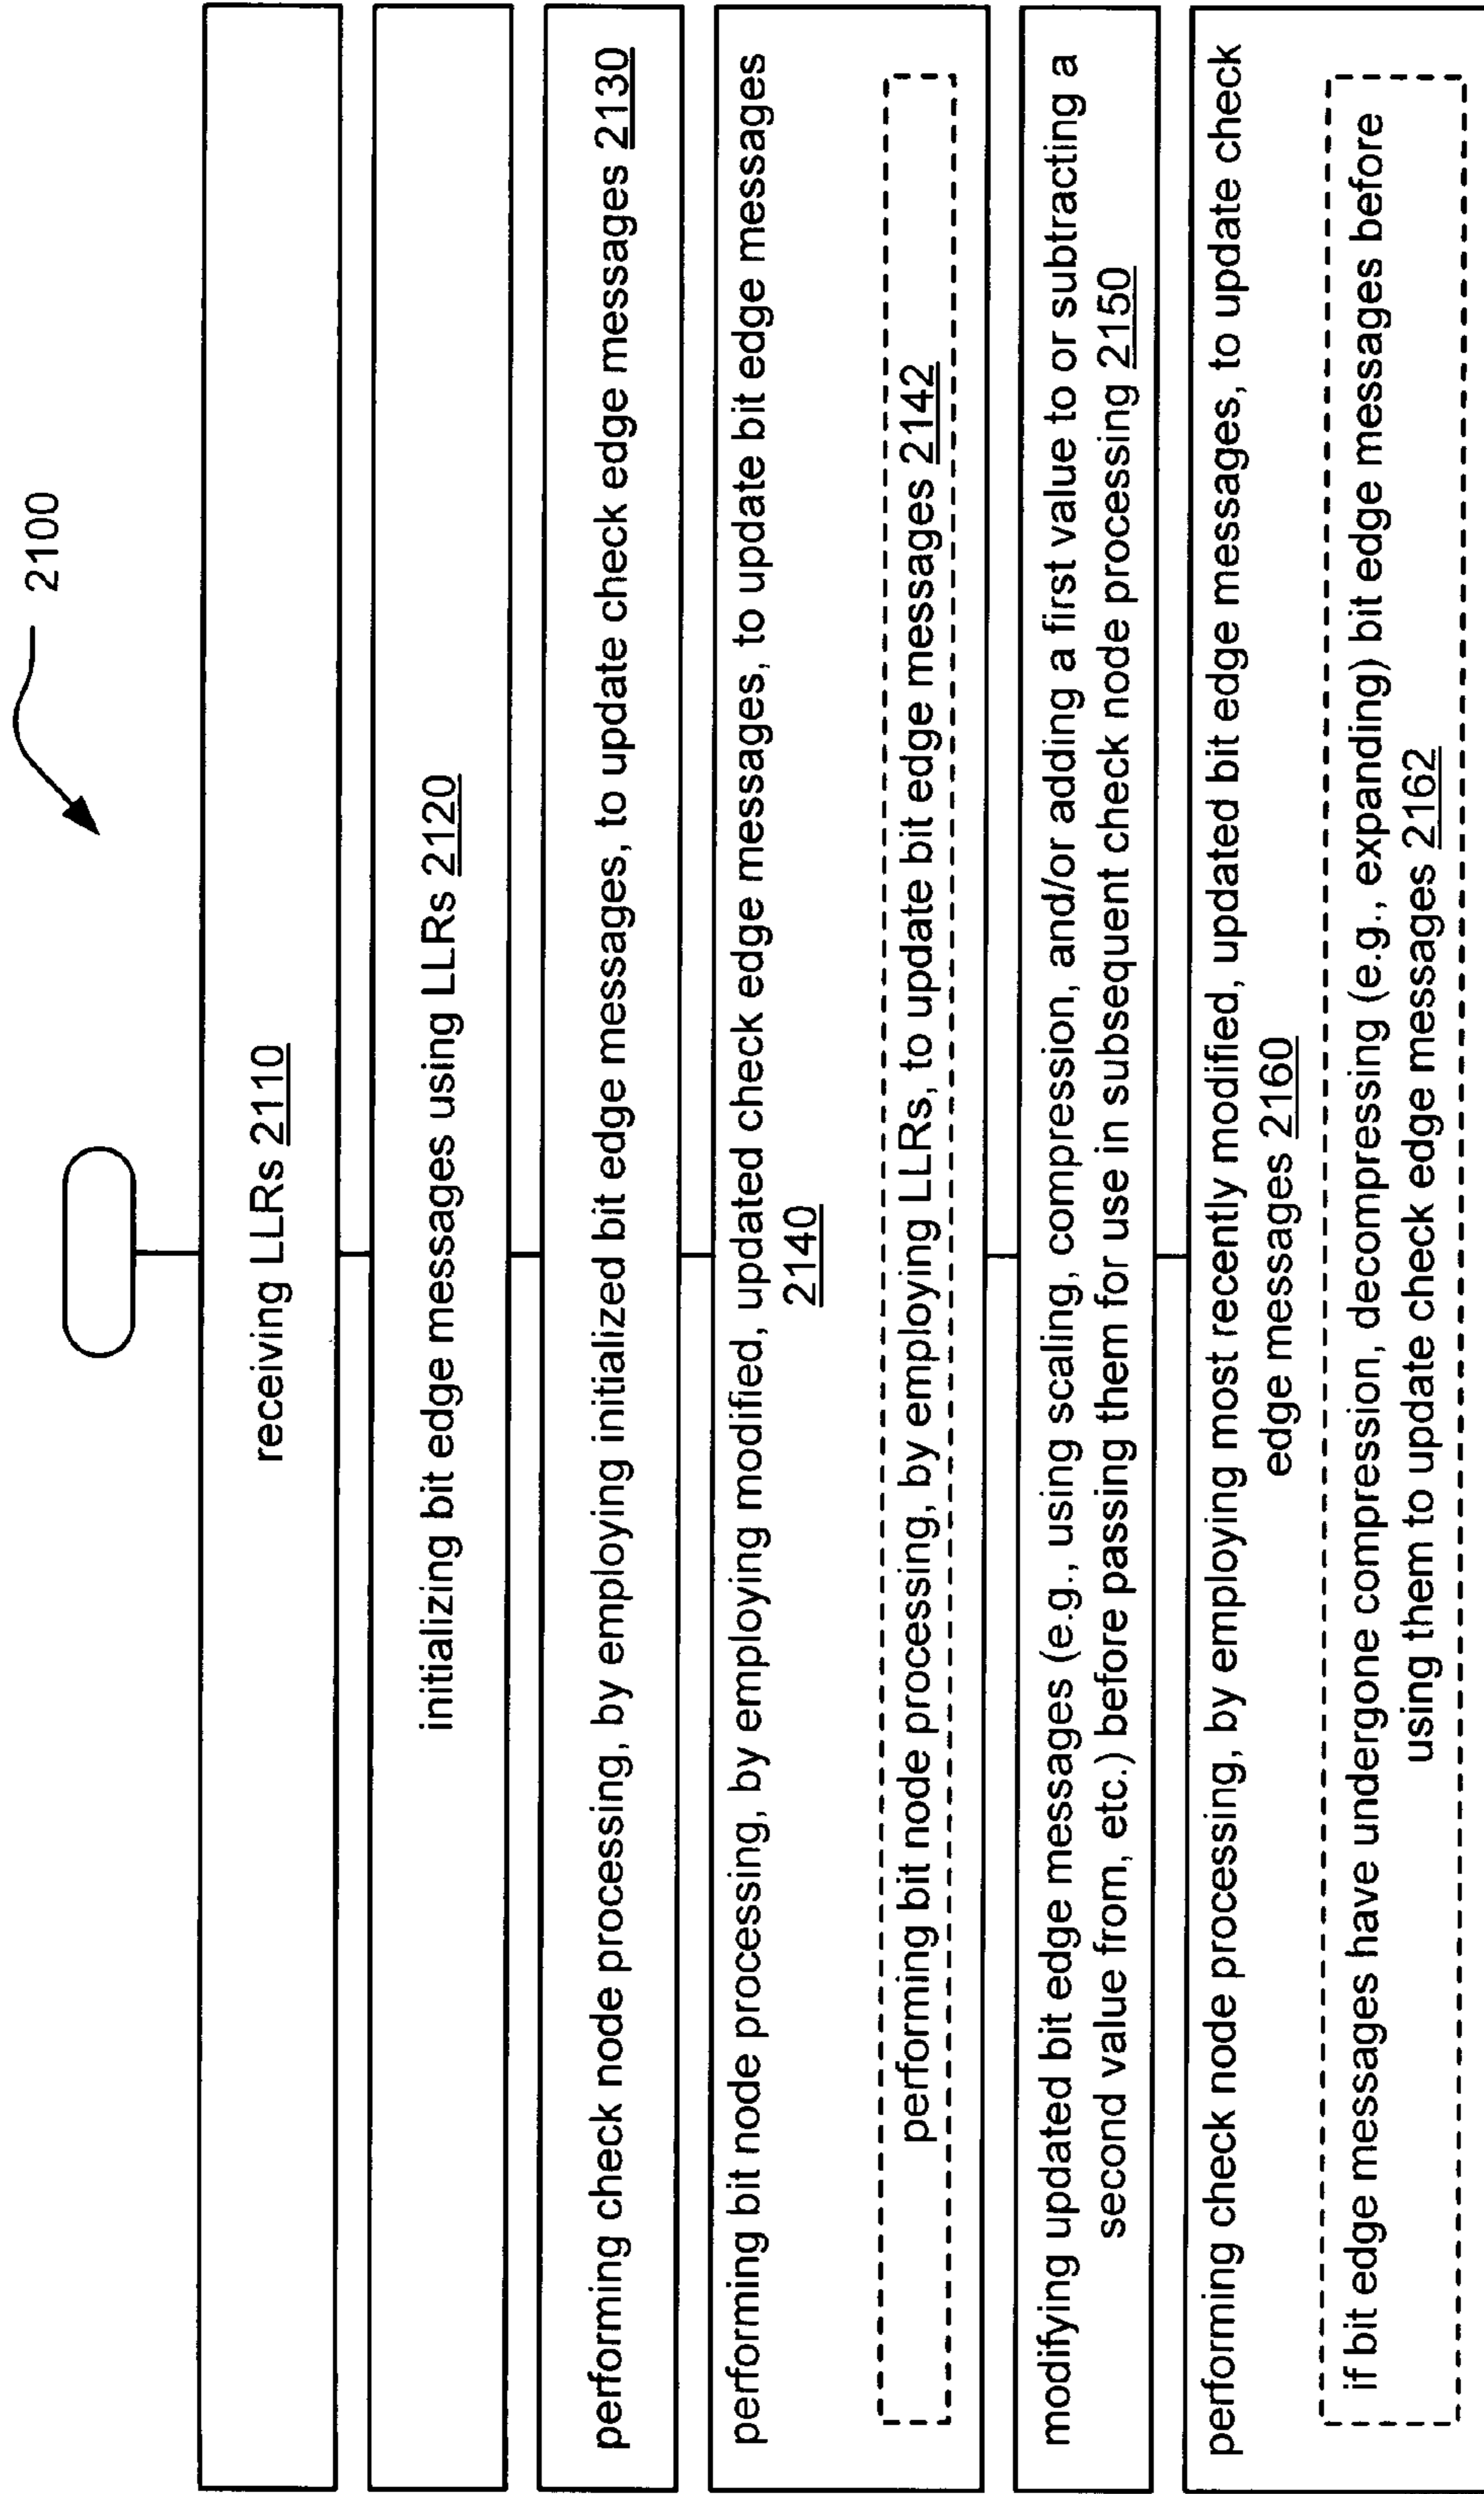 2100
receiving LLRs 2110
initializing bit edge messages using LLRs 2120
performing check node processing, by employing initialized bit edge messages, to update check edge messages 2130
performing bit node processing, by employing modified, updated check edge messages, to update bit edge messages
2140
performing bit node processing, by employing LLRs, to update bit edge messages 2142
modifying updated bit edge messages (e.g., using scaling, compression, and/or adding a first value to or subtracting a
second value from, etc.) before passing them for use in subsequent check node processing 2150
performing check node processing, by employing most recently modified, updated bit edge messages, to update check
edge messages 2160
if bit edge messages have undergone compression, decompressing (e.g., expanding) bit edge messages before
using them to update check edge messages 2162